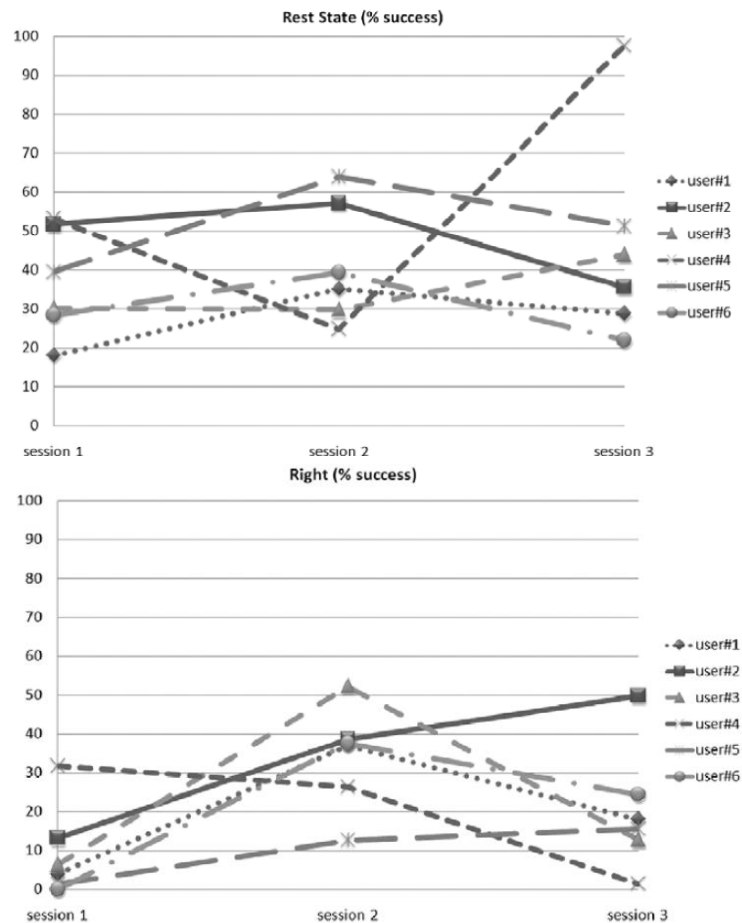 Rest State (% success)
100
90
80
70
60
50
40
30
20
10
0
session 1 session 2 session 3
user#1
user#2
user#3
user#4
user#5
user#6
Right (% success)
100
90
80
70
60
50
40
30
20
10
0
session 1 session 2 session 3
user#1
user#2
user#3
user#4
user#5
user#6